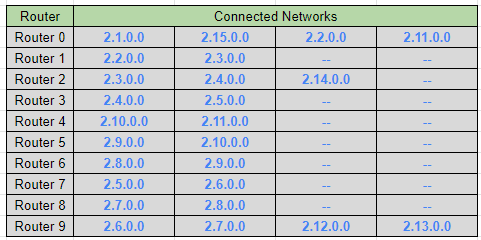 Router Connected Networks
Router 0 2.1.0.0 2.15.0.0 2.2.0.0 2.11.0.0
Router 1 2.2.0.0 2.3.0.0 -- --
Router 2 2.3.0.0 2.4.0.0 2.14.0.0 --
Router 3 2.4.0.0 2.5.0.0 -- --
Router 4 2.10.0.0 2.11.0.0 -- --
Router 5 2.9.0.0 2.10.0.0 -- --
Router 6 2.8.0.0 2.9.0.0 -- --
Router 7 2.5.0.0 2.6.0.0 -- --
Router 8 2.7.0.0 2.8.0.0 -- --
Router 9 2.6.0.0 2.7.0.0 2.12.0.0 2.13.0.0